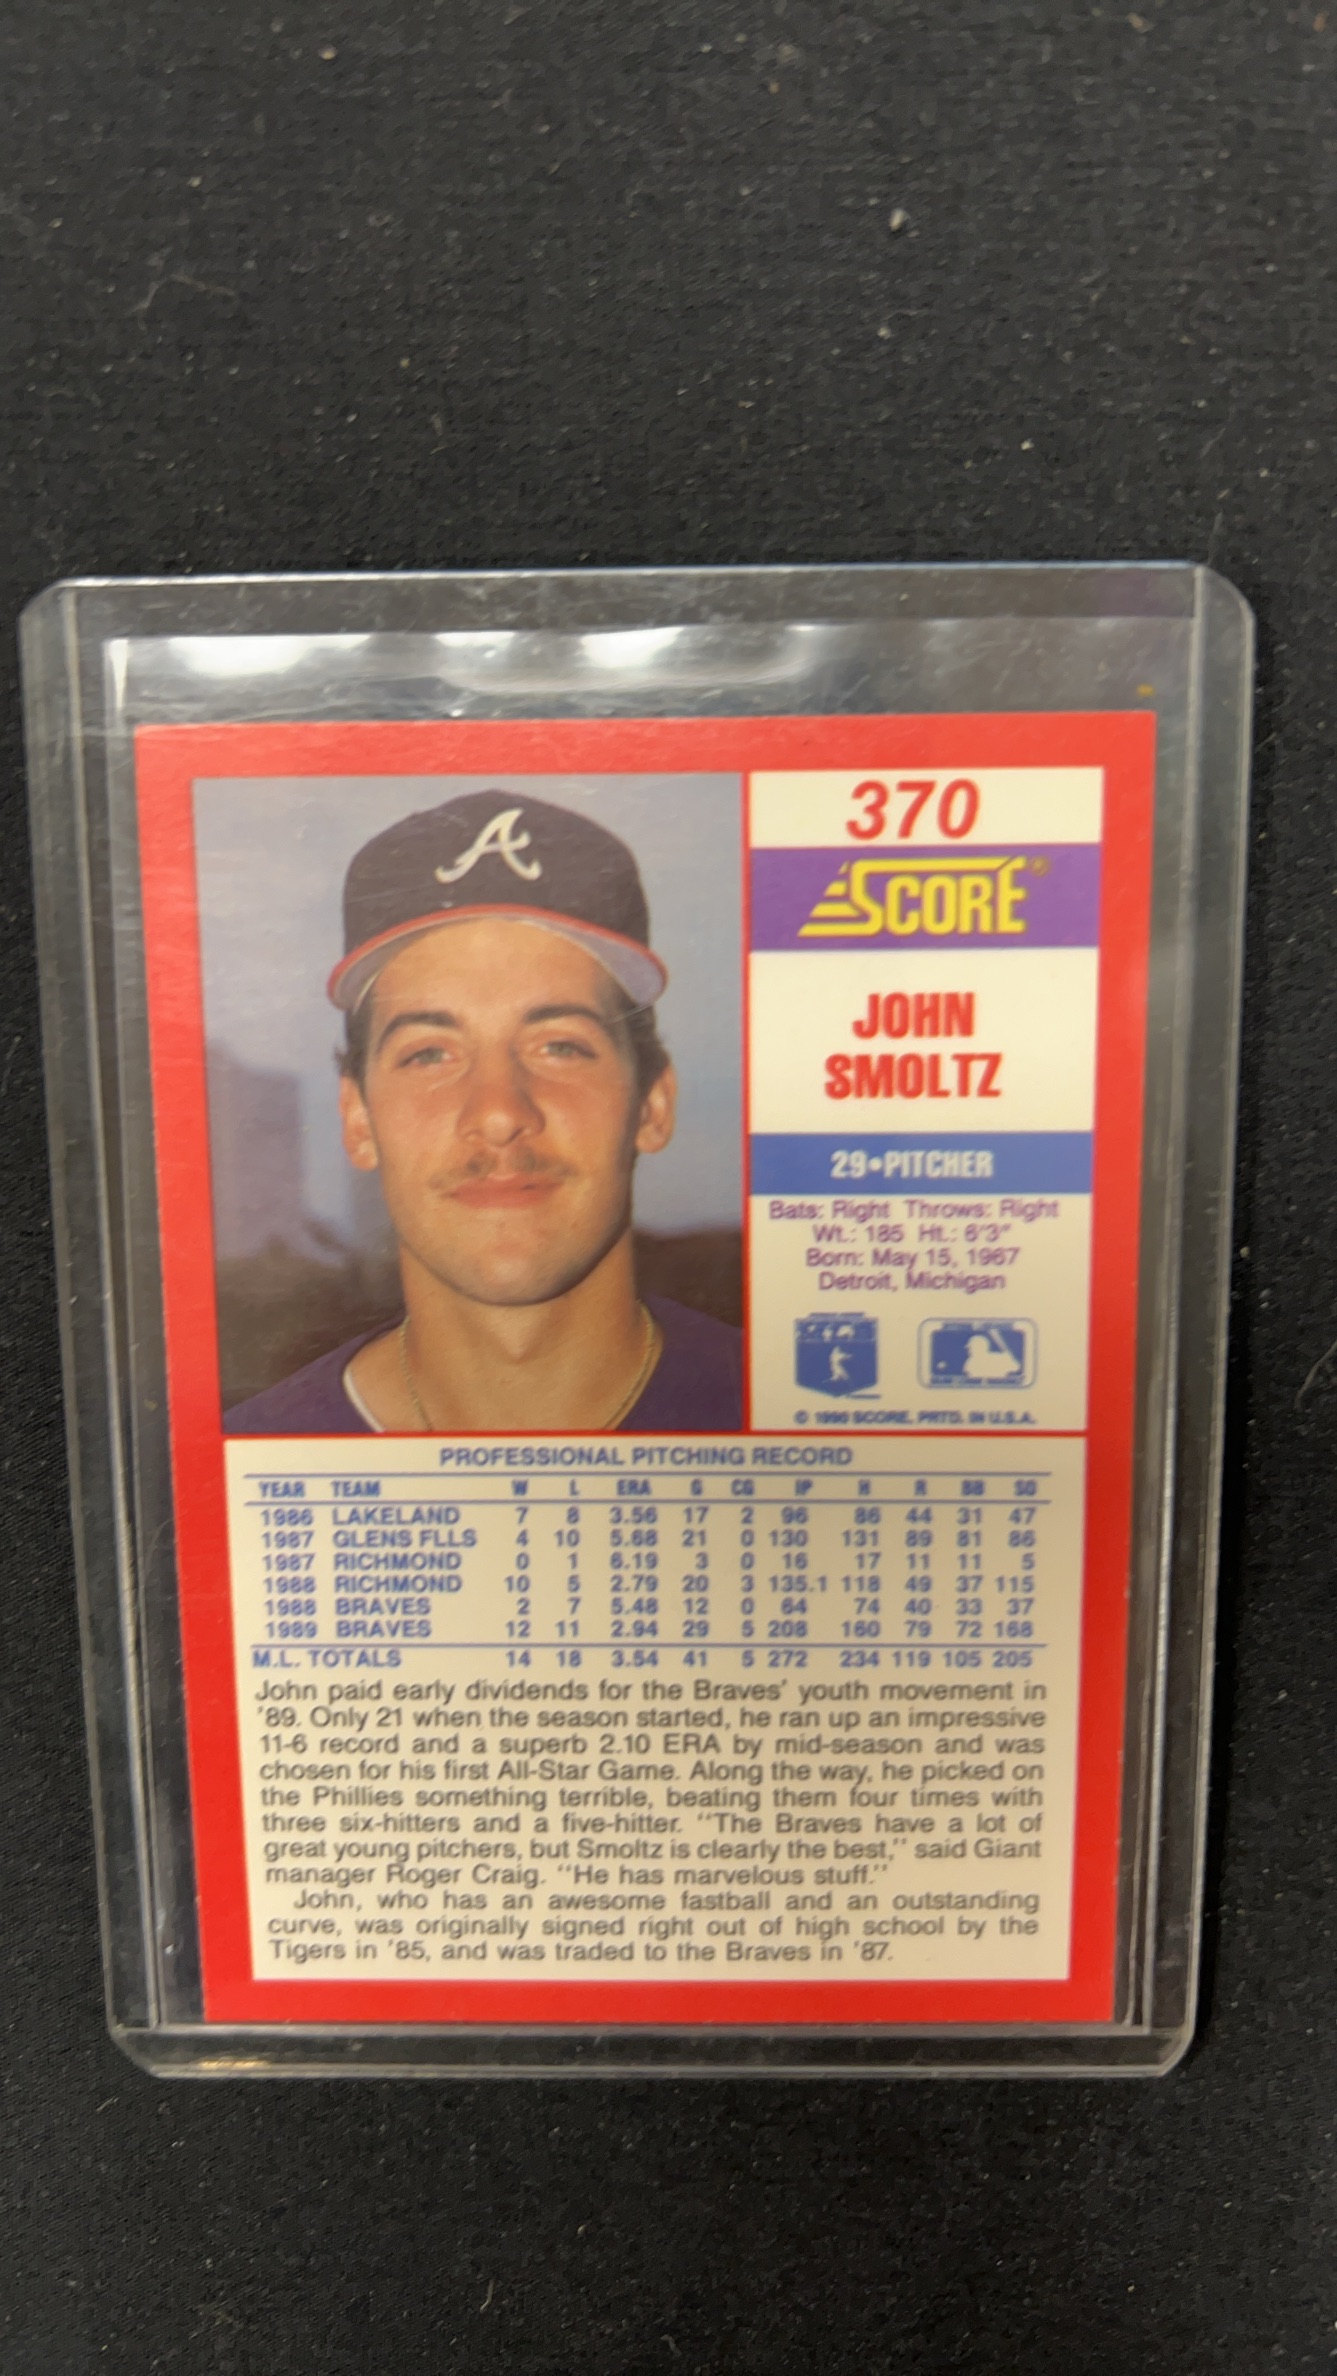 A
370
SCORE®
JOHN
SMOLTZ
29•PITCHER
Bats: Right Throws: Right
Wt.: 185 Ht.: 6'3"
Born: May 15, 1967
Detroit, Michigan
© 1990 SCORE, PRTD. IN U.S.A.
PROFESSIONAL PITCHING RECORD
YEAR TEAM W L ERA G CG IP H R BB SO
1986 LAKELAND 7 8 3.56 17 2 96 86 44 31 47
1987 GLENS FLLS 4 10 5.68 21 0 130 131 89 81 86
1987 RICHMOND 0 1 6.19 3 0 16 17 11 11 5
1988 RICHMOND 10 5 2.79 20 3 135.1 118 49 37 115
1988 BRAVES 2 7 5.48 12 0 64 74 40 33 37
1989 BRAVES 12 11 2.94 29 5 208 160 79 72 168
M.L. TOTALS 14 18 3.54 41 5 272 234 119 105 205
John paid early dividends for the Braves' youth movement in
'89. Only 21 when the season started, he ran up an impressive
11-6 record and a superb 2.10 ERA by mid-season and was
chosen for his first All-Star Game. Along the way, he picked on
the Phillies something terrible, beating them four times with
three six-hitters and a five-hitter. "The Braves have a lot of
great young pitchers, but Smoltz is clearly the best," said Giant
manager Roger Craig. "He has marvelous stuff."
John, who has an awesome fastball and an outstanding
curve, was originally signed right out of high school by the
Tigers in '85, and was traded to the Braves in '87.